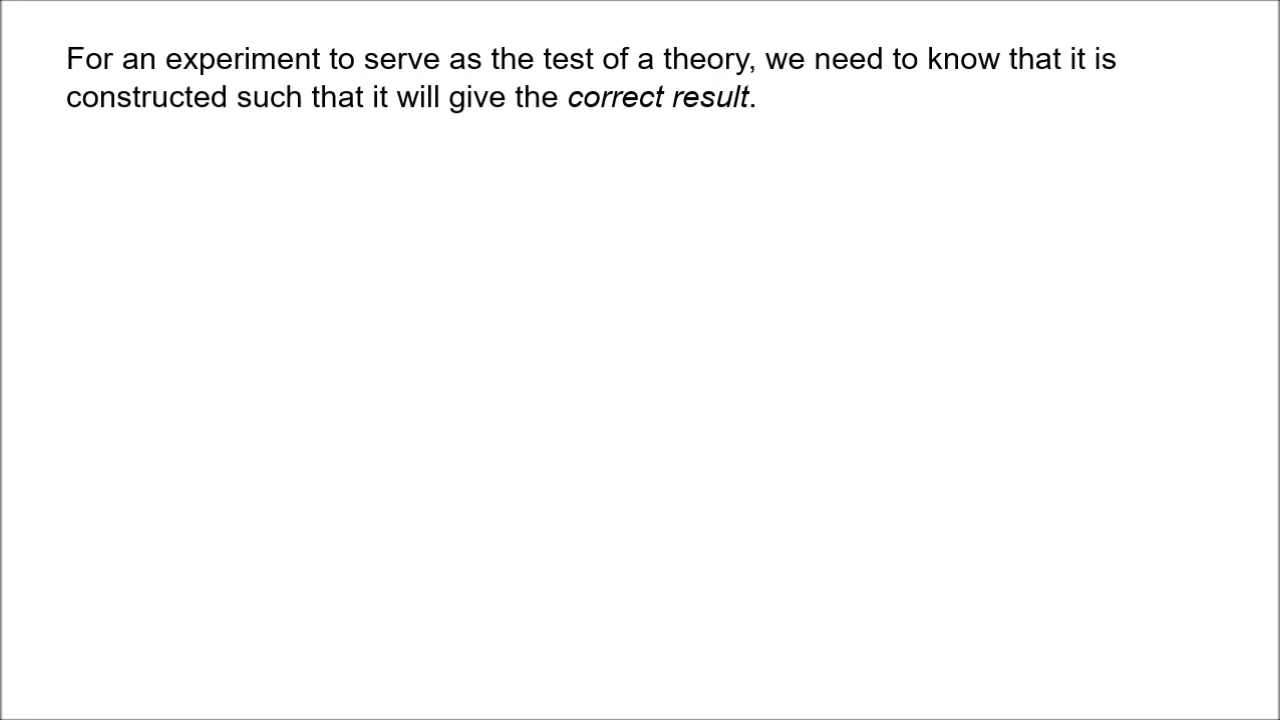 For an experiment to serve as the test of a theory, we need to know that it is
constructed such that it will give the correct result.